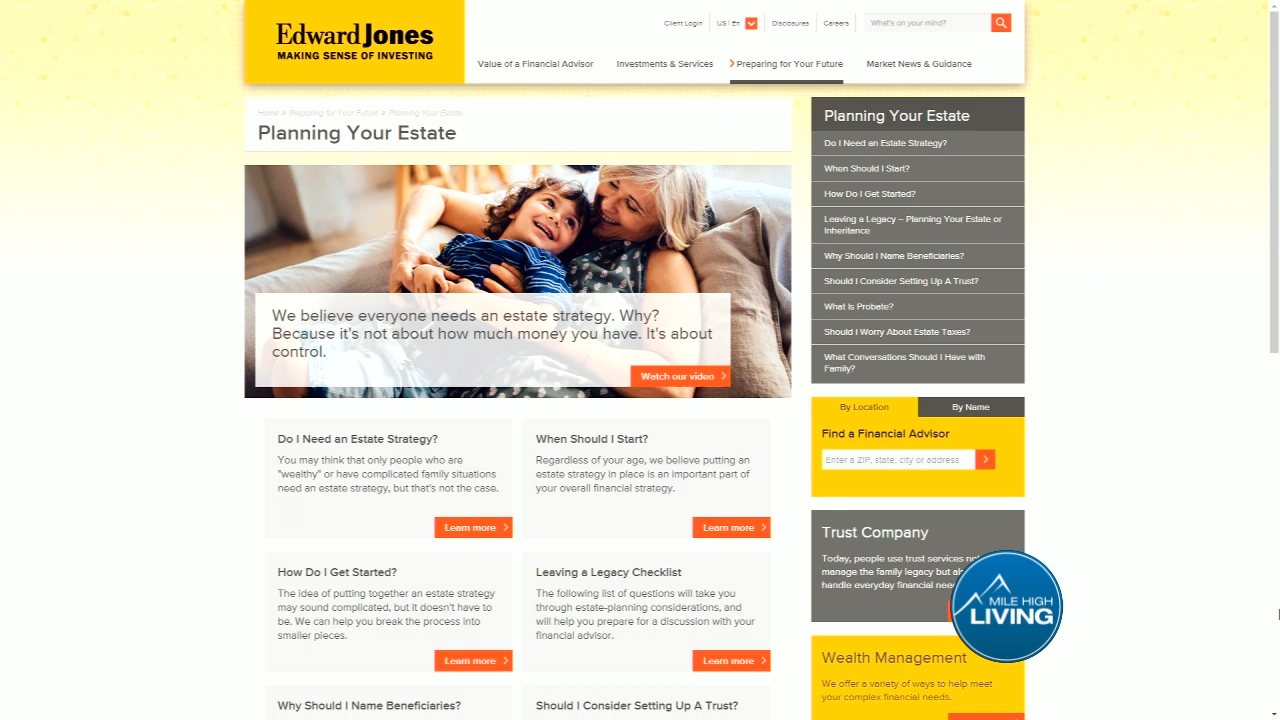 Edward Jones
MAKING SENSE OF INVESTING
Client Login
US | En
Disclosures
Careers
What's on your mind?
Value of a Financial Advisor
Investments & Services
Preparing for Your Future
Market News & Guidance
Home > Preparing for Your Future > Planning Your Estate
Planning Your Estate
We believe everyone needs an estate strategy. Why?
Because it's not about how much money you have. It's about
control.
Watch our video
Do I Need an Estate Strategy?
You may think that only people who are
"wealthy" or have complicated family situations
need an estate strategy, but that's not the case.
Learn more
When Should I Start?
Regardless of your age, we believe putting an
estate strategy in place is an important part of
your overall financial strategy.
Learn more
How Do I Get Started?
The idea of putting together an estate strategy
may sound complicated, but it doesn't have to
be. We can help you break the process into
smaller pieces.
Learn more
Leaving a Legacy Checklist
The following list of questions will take you
through estate-planning considerations, and
will help you prepare for a discussion with your
financial advisor.
Learn more
Why Should I Name Beneficiaries?
Should I Consider Setting Up A Trust?
Planning Your Estate
Do I Need an Estate Strategy?
When Should I Start?
How Do I Get Started?
Leaving a Legacy – Planning Your Estate or
Inheritance
Why Should I Name Beneficiaries?
Should I Consider Setting Up A Trust?
What Is Probate?
Should I Worry About Estate Taxes?
What Conversations Should I Have with
Family?
By Location
By Name
Find a Financial Advisor
Enter a ZIP, state, city or address
Trust Company
Today, people use trust services
manage the family legacy but
handle everyday financial
MILE HIGH
LIVING
Wealth Management
We offer a variety of ways to help meet
your complex financial needs.